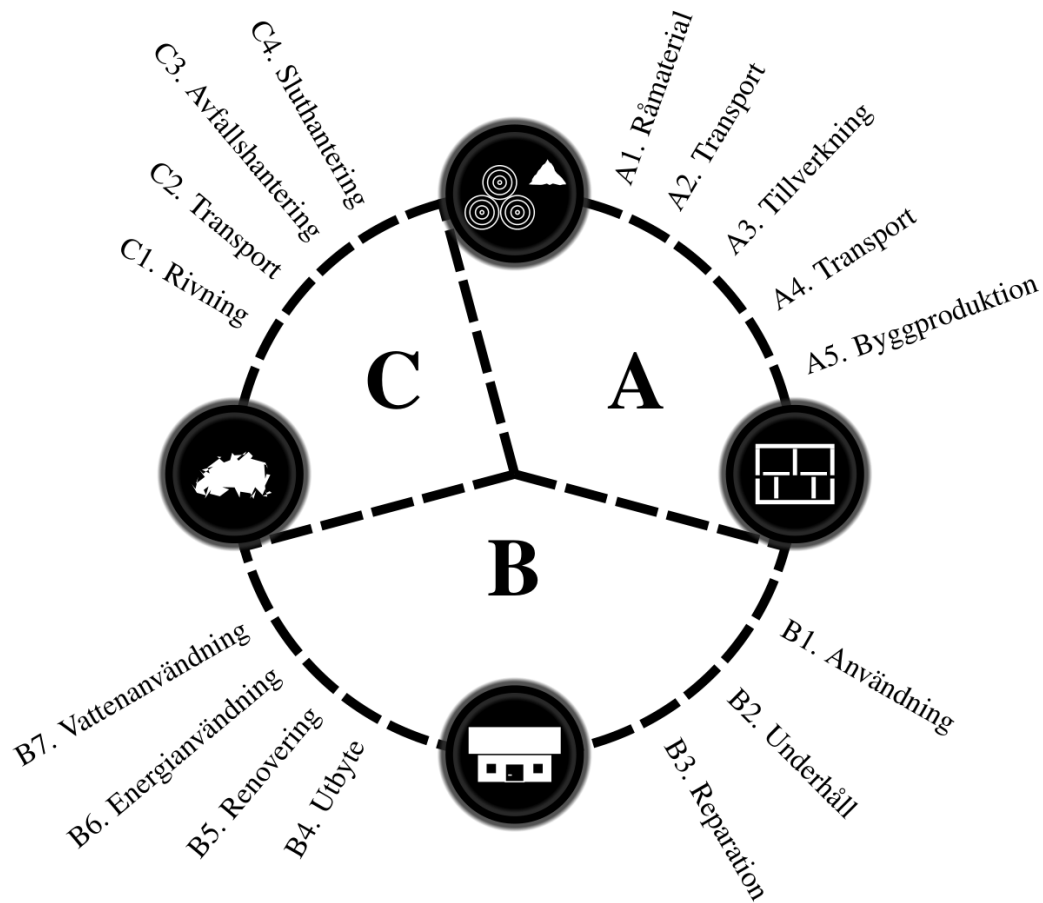 A1. Råmaterial
A2. Transport
A3. Tillverkning
A4. Transport
A5. Byggproduktion
A
B1. Användning
B2. Underhåll
B3. Reparation
B4. Utbyte
B5. Renovering
B6. Energianvändning
B7. Vattenanvändning
B
C1. Rivning
C2. Transport
C3. Avfallshantering
C4. Sluthantering
C